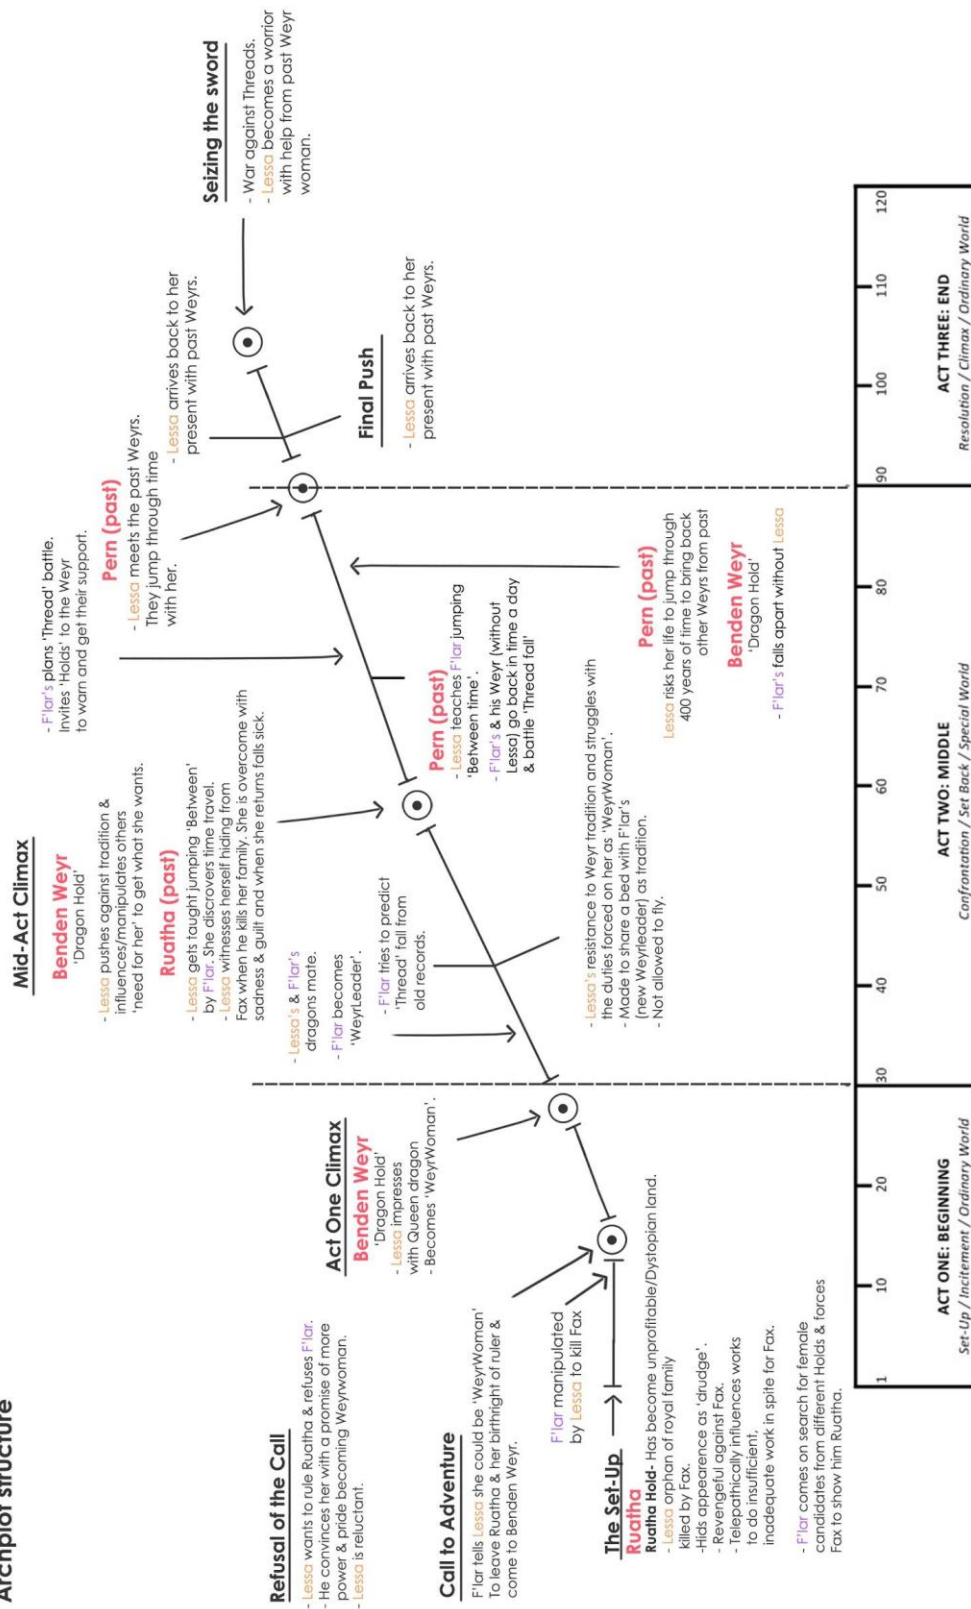 Archplot structure
Refusal of the Call
- Lessa wants to rule Ruatha & refuses F'lar.
- He convinces her with a promise of more
power & pride becoming Weyrwoman.
- Lessa is reluctant.
Call to Adventure
F'lar tells Lessa she could be 'WeyrWoman'
To leave Ruatha & her birthright of ruler &
come to Benden Weyr.
F'lar manipulated
by Lessa to kill Fax
The Set-Up
Ruatha
Ruatha Hold- Has become unprofitable/Dystopian land.
- Lessa orphan of royal family
killed by Fax.
-Hids appearence as 'drudge'.
- Revengeful against Fax.
- Telepathically influences works
to do insufficient,
inadequate work in spite for Fax.
- F'lar comes on search for female
candidates from different Holds & forces
Fax to show him Ruatha.
Act One Climax
Benden Weyr
'Dragon Hold'
- Lessa impresses
with Queen dragon
- Becomes 'WeyrWoman'.
Mid-Act Climax
Benden Weyr
'Dragon Hold'
- Lessa pushes against tradition &
influences/manipulates others
'need for her' to get what she wants.
Ruatha (past)
- Lessa gets taught jumping 'Between'
by F'lar. She discovers time travel.
- Lessa witnesses herself hiding from
Fax when he kills her family. She is overcome with
sadness & guilt and when she returns falls sick.
- Lessa's & F'lar's
dragons mate.
- F'lar becomes
'WeyrLeader'.
- F'lar tries to predict
'Thread' fall from
old records.
- Lessa's resistance to Weyr tradition and struggles with
the duties forced on her as 'WeyrWoman'.
- Made to share a bed with F'lar's
(new Weyrleader) as tradition.
- Not allowed to fly.
- F'lar's plans 'Thread' battle.
Invites 'Holds' to the Weyr
to warn and get their support.
Pern (past)
- Lessa meets the past Weyrs.
They jump through time
with her.
Pern (past)
- Lessa teaches F'lar jumping
'Between time'.
- F'lar's & his Weyr (without
Lessa) go back in time a day
& battle 'Thread fall'
Pern (past)
Lessa risks her life to jump through
400 years of time to bring back
other Weyrs from past
Benden Weyr
'Dragon Hold'
- F'lar's falls apart without Lessa
- Lessa arrives back to her
present with past Weyrs.
Final Push
- Lessa arrives back to her
present with past Weyrs.
Seizing the sword
- War against Threads.
- Lessa becomes a worrior
with help from past Weyr
woman.
1 10 20 30 40 50 60 70 80 90 100 110 120
ACT ONE: BEGINNING
Set-Up / Incitement / Ordinary World
ACT TWO: MIDDLE
Confrontation / Set Back / Special World
ACT THREE: END
Resolution / Climax / Ordinary World